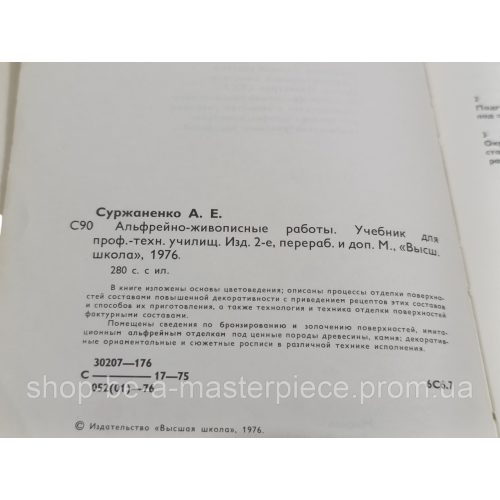 Суржаненко А. Е.
С90 Альфрейно-живописные работы. Учебник для
проф.-техн. училищ. Изд. 2-е, перераб. и доп. М., «Высш.
школа», 1976.
280 с. с ил.
В книге изложены основы цветоведения; описаны процессы отделки поверхнос-
тей составами повышенной декоративности с приведением рецептов этих составов
и способов их приготовления, а также технология и техника отделки поверхностей
фактурными составами.
Помещены сведения по бронзированию и золочению поверхностей, имита-
ционным альфрейным отделкам под ценные породы древесины, камня; декоратив-
ные орнаментальные и сюжетные росписи в различной технике исполнения.
30207-176
С 17-75
052(01)-76
6С6.7
shop-be-a-masterpiece.prom.ua
© Издательство «Высшая школа», 1976.